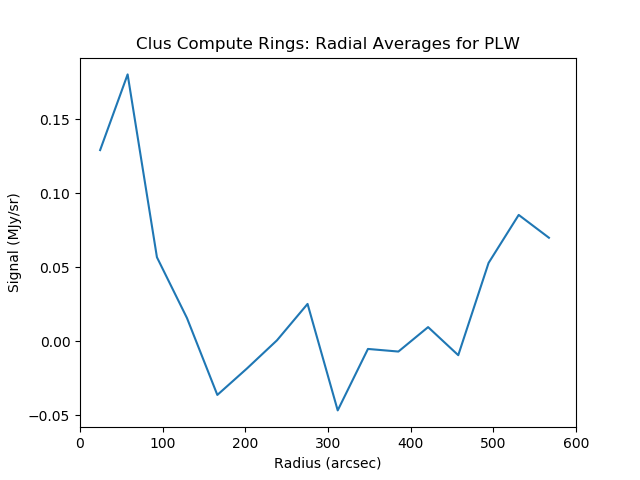 Clus Compute Rings: Radial Averages for PLW
Signal (MJy/sr)
0.15
0.10
0.05
0.00
−0.05
0 100 200 300 400 500 600
Radius (arcsec)